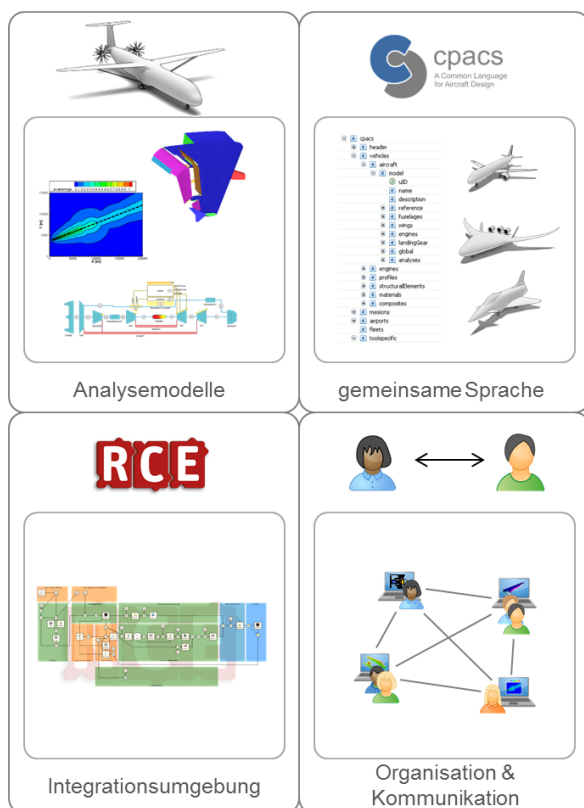 cpacs
A Common Language
for Aircraft Design
cpacs
header
vehicles
aircraft
model
uID
name
description
reference
fuselages
wings
engines
landingGear
global
analyses
engines
profiles
structuralElements
materials
composites
missions
airports
fleets
toolspecific
Analysemodelle
gemeinsame Sprache
RCE
Integrationsumgebung
Organisation &
Kommunikation